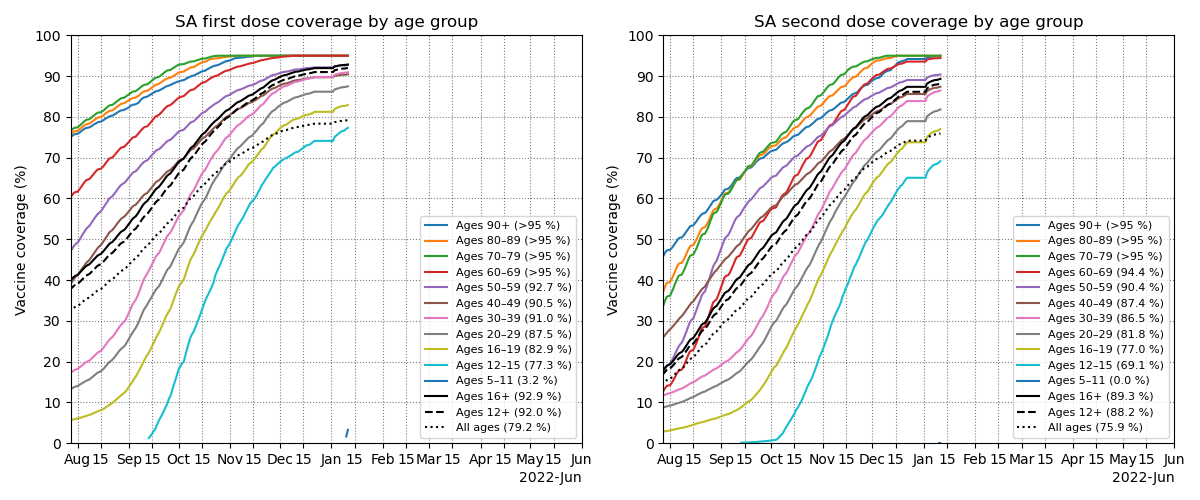 SA first dose coverage by age group
Vaccine coverage (%)
100
90
80
70
60
50
40
30
20
10
0
Aug 15 Sep 15 Oct 15 Nov 15 Dec 15 Jan 15 Feb 15 Mar 15 Apr 15 May 15 Jun
2022-Jun
Ages 90+ (>95 %)
Ages 80–89 (>95 %)
Ages 70–79 (>95 %)
Ages 60–69 (>95 %)
Ages 50–59 (92.7 %)
Ages 40–49 (90.5 %)
Ages 30–39 (91.0 %)
Ages 20–29 (87.5 %)
Ages 16–19 (82.9 %)
Ages 12–15 (77.3 %)
Ages 5–11 (3.2 %)
Ages 16+ (92.9 %)
Ages 12+ (92.0 %)
All ages (79.2 %)
SA second dose coverage by age group
Vaccine coverage (%)
100
90
80
70
60
50
40
30
20
10
0
Aug 15 Sep 15 Oct 15 Nov 15 Dec 15 Jan 15 Feb 15 Mar 15 Apr 15 May 15 Jun
2022-Jun
Ages 90+ (>95 %)
Ages 80–89 (>95 %)
Ages 70–79 (>95 %)
Ages 60–69 (94.4 %)
Ages 50–59 (90.4 %)
Ages 40–49 (87.4 %)
Ages 30–39 (86.5 %)
Ages 20–29 (81.8 %)
Ages 16–19 (77.0 %)
Ages 12–15 (69.1 %)
Ages 5–11 (0.0 %)
Ages 16+ (89.3 %)
Ages 12+ (88.2 %)
All ages (75.9 %)